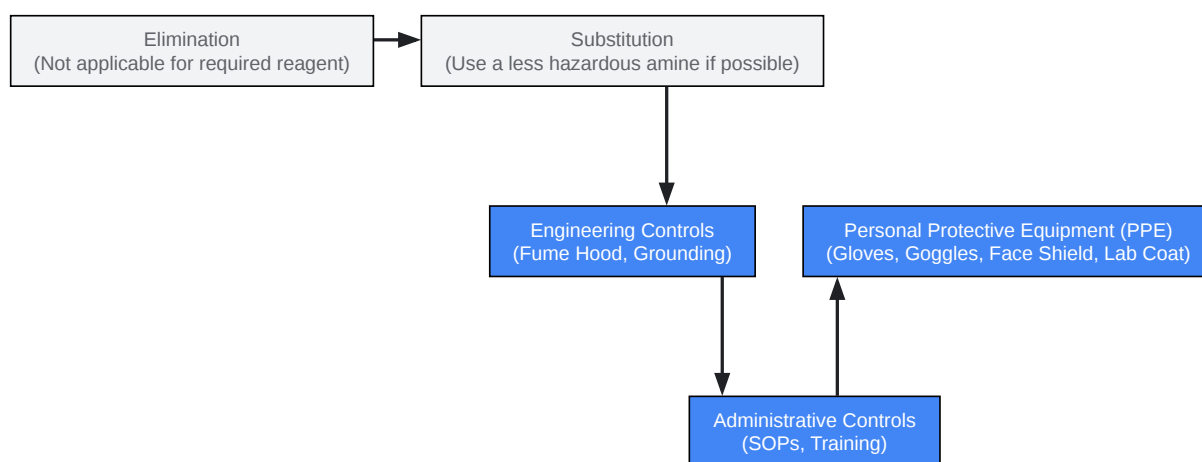 Elimination
(Not applicable for required reagent)
Substitution
(Use a less hazardous amine if possible)
Engineering Controls
(Fume Hood, Grounding)
Personal Protective Equipment (PPE)
(Gloves, Goggles, Face Shield, Lab Coat)
Administrative Controls
(SOPs, Training)